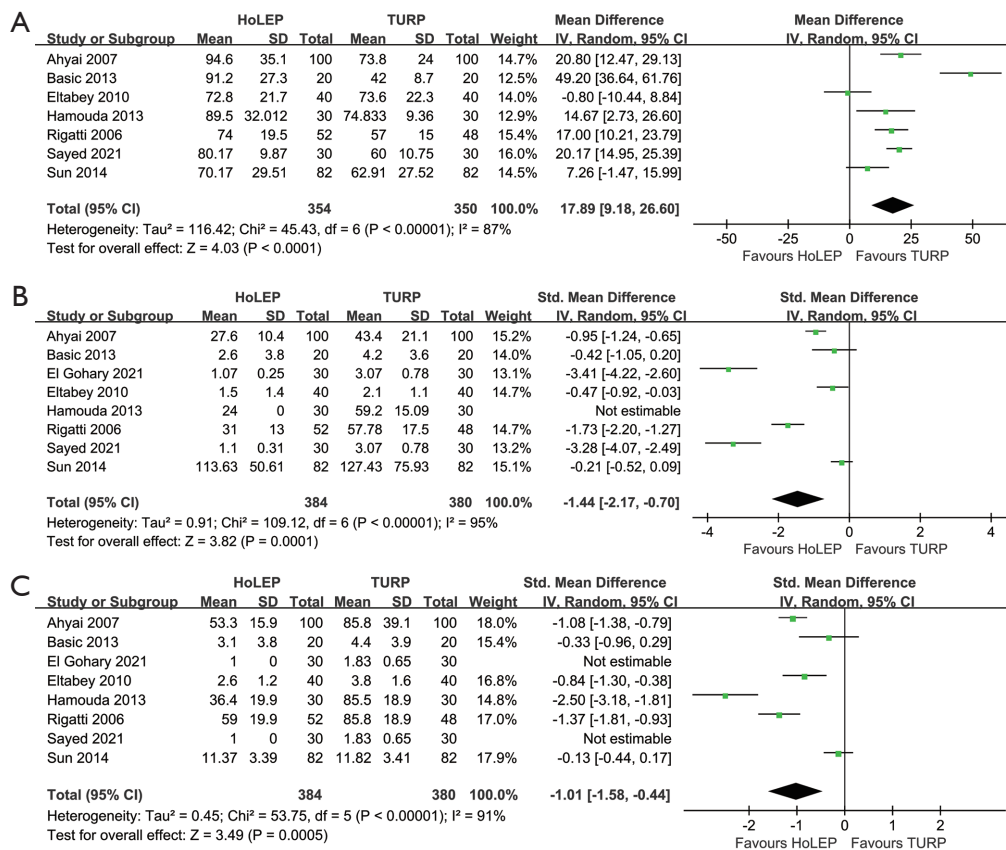 A
HoLEP TURP Mean Difference Mean Difference
Study or Subgroup Mean SD Total Mean SD Total Weight IV, Random, 95% CI IV, Random, 95% CI
Ahyai 2007 94.6 35.1 100 73.8 24 100 14.7% 20.80 [12.47, 29.13]
Basic 2013 91.2 27.3 20 42 8.7 20 12.5% 49.20 [36.64, 61.76]
Eltabey 2010 72.8 21.7 40 73.6 22.3 40 14.0% -0.80 [-10.44, 8.84]
Hamouda 2013 89.5 32.012 30 74.833 9.36 30 12.9% 14.67 [2.73, 26.60]
Rigatti 2006 74 19.5 52 57 15 48 15.4% 17.00 [10.21, 23.79]
Sayed 2021 80.17 9.87 30 60 10.75 30 16.0% 20.17 [14.95, 25.39]
Sun 2014 70.17 29.51 82 62.91 27.52 82 14.5% 7.26 [-1.47, 15.99]
Total (95% CI) 354 350 100.0% 17.89 [9.18, 26.60]
Heterogeneity: Tau² = 116.42; Chi² = 45.43, df = 6 (P < 0.00001); I² = 87%
Test for overall effect: Z = 4.03 (P < 0.0001)
-50 -25 0 25 50
Favours HoLEP Favours TURP
B
HoLEP TURP Std. Mean Difference Std. Mean Difference
Study or Subgroup Mean SD Total Mean SD Total Weight IV, Random, 95% CI IV, Random, 95% CI
Ahyai 2007 27.6 10.4 100 43.4 21.1 100 15.2% -0.95 [-1.24, -0.65]
Basic 2013 2.6 3.8 20 4.2 3.6 20 14.0% -0.42 [-1.05, 0.20]
El Gohary 2021 1.07 0.25 30 3.07 0.78 30 13.1% -3.41 [-4.22, -2.60]
Eltabey 2010 1.5 1.4 40 2.1 1.1 40 14.7% -0.47 [-0.92, -0.03]
Hamouda 2013 24 0 30 59.2 15.09 30 Not estimable
Rigatti 2006 31 13 52 57.78 17.5 48 14.7% -1.73 [-2.20, -1.27]
Sayed 2021 1.1 0.31 30 3.07 0.78 30 13.2% -3.28 [-4.07, -2.49]
Sun 2014 113.63 50.61 82 127.43 75.93 82 15.1% -0.21 [-0.52, 0.09]
Total (95% CI) 384 380 100.0% -1.44 [-2.17, -0.70]
Heterogeneity: Tau² = 0.91; Chi² = 109.12, df = 6 (P < 0.00001); I² = 95%
Test for overall effect: Z = 3.82 (P = 0.0001)
-4 -2 0 2 4
Favours HoLEP Favours TURP
C
HoLEP TURP Std. Mean Difference Std. Mean Difference
Study or Subgroup Mean SD Total Mean SD Total Weight IV, Random, 95% CI IV, Random, 95% CI
Ahyai 2007 53.3 15.9 100 85.8 39.1 100 18.0% -1.08 [-1.38, -0.79]
Basic 2013 3.1 3.8 20 4.4 3.9 20 15.4% -0.33 [-0.96, 0.29]
El Gohary 2021 1 0 30 1.83 0.65 30 Not estimable
Eltabey 2010 2.6 1.2 40 3.8 1.6 40 16.8% -0.84 [-1.30, -0.38]
Hamouda 2013 36.4 19.9 30 85.5 18.9 30 14.8% -2.50 [-3.18, -1.81]
Rigatti 2006 59 19.9 52 85.8 18.9 48 17.0% -1.37 [-1.81, -0.93]
Sayed 2021 1 0 30 1.83 0.65 30 Not estimable
Sun 2014 11.37 3.39 82 11.82 3.41 82 17.9% -0.13 [-0.44, 0.17]
Total (95% CI) 384 380 100.0% -1.01 [-1.58, -0.44]
Heterogeneity: Tau² = 0.45; Chi² = 53.75, df = 5 (P < 0.00001); I² = 91%
Test for overall effect: Z = 3.49 (P = 0.0005)
-2 -1 0 1 2
Favours HoLEP Favours TURP